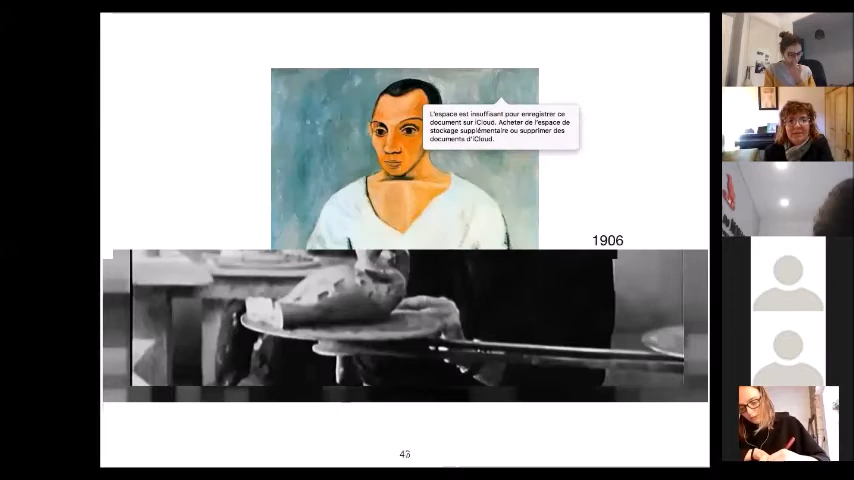 L'espace est insuffisant pour enregistrer ce
document sur iCloud. Acheter de l'espace de
stockage supplémentaire ou supprimer des
documents d'iCloud.
1906